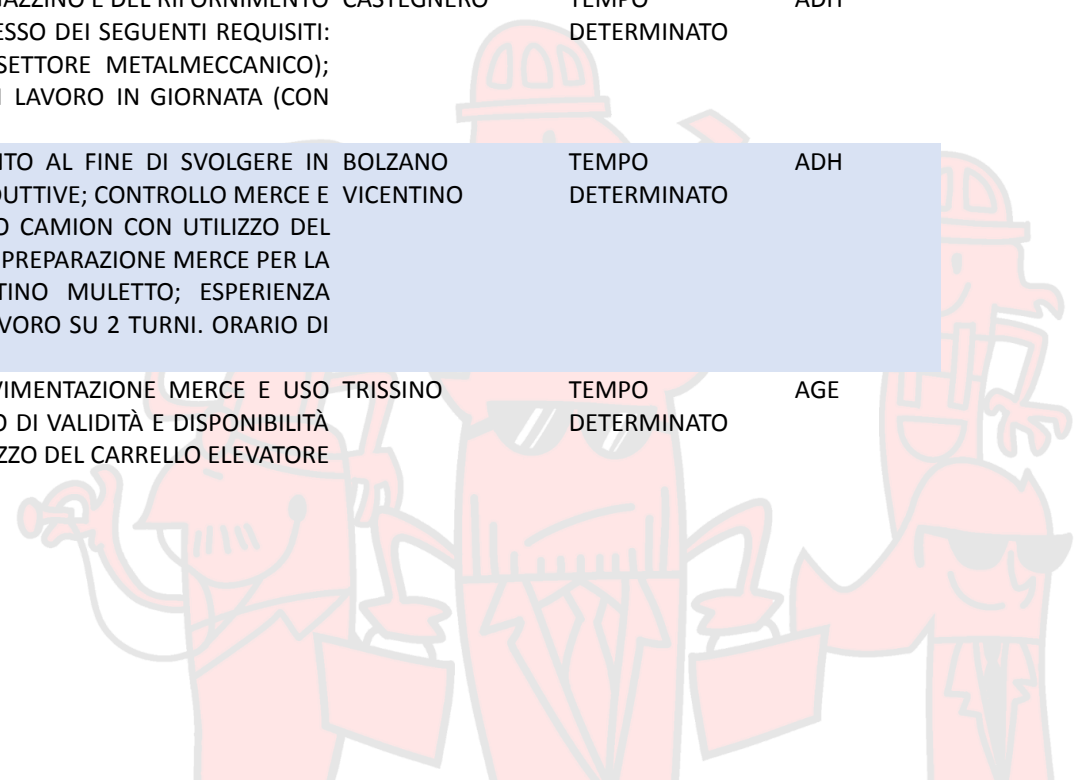 GAZZINO E DEL RIFORNIMENTO CASTEGNERO TEMPO ADH
ESSO DEI SEGUENTI REQUISITI: DETERMINATO
SETTORE METALMECCANICO);
I LAVORO IN GIORNATA (CON
ITO AL FINE DI SVOLGERE IN BOLZANO TEMPO ADH
DUTTIVE; CONTROLLO MERCE E VICENTINO DETERMINATO
O CAMION CON UTILIZZO DEL
PREPARAZIONE MERCE PER LA
TINO MULETTO; ESPERIENZA
VORO SU 2 TURNI. ORARIO DI
VIMENTAZIONE MERCE E USO TRISSINO TEMPO AGE
O DI VALIDITÀ E DISPONIBILITÀ DETERMINATO
ZZO DEL CARRELLO ELEVATORE